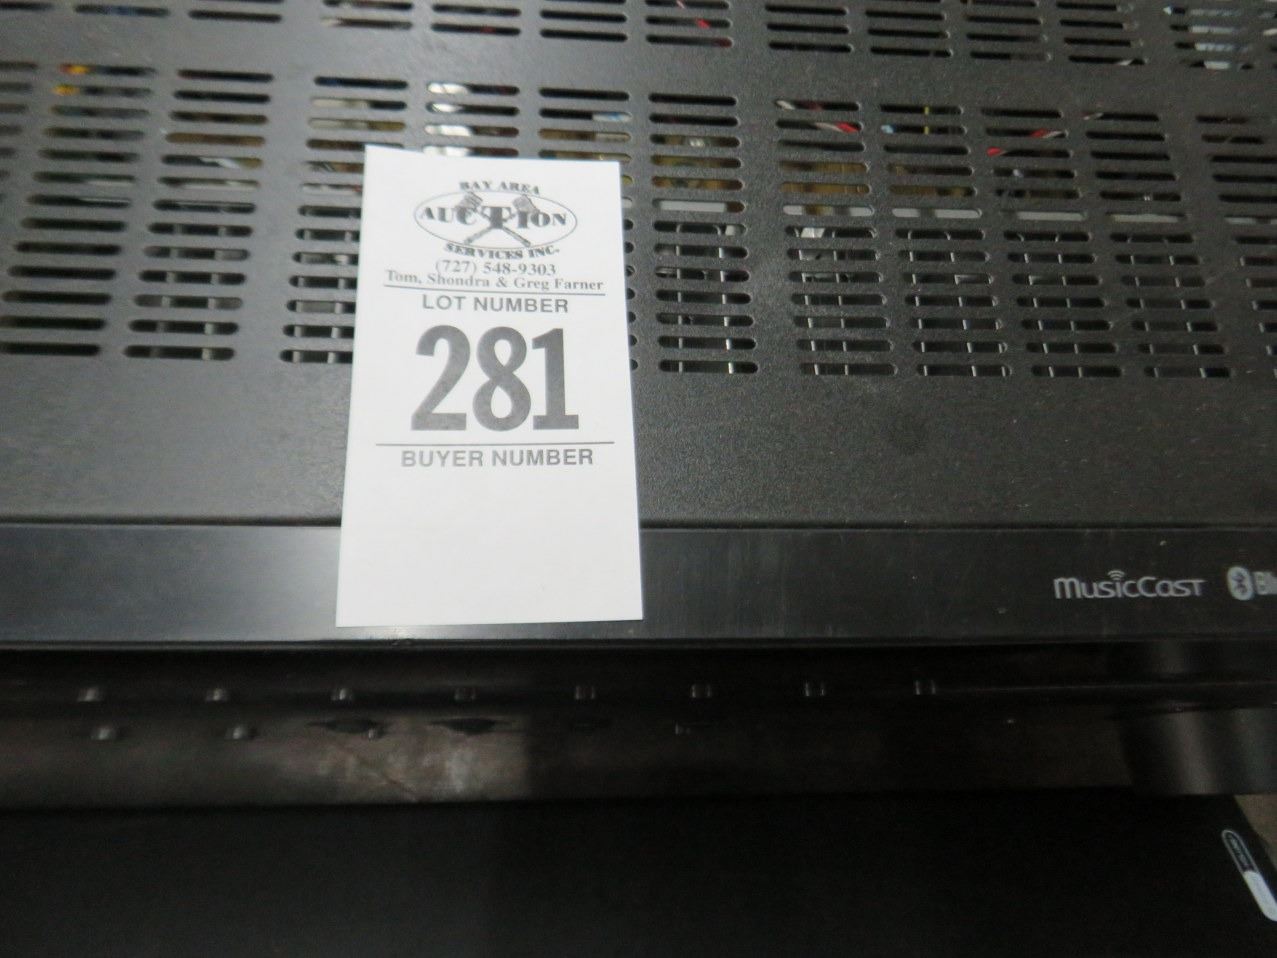 BAY AREA
AUCTION
SERVICES INC.
(727) 548-9303
Tom, Shondra & Greg Farner
LOT NUMBER
281
BUYER NUMBER
MusicCast